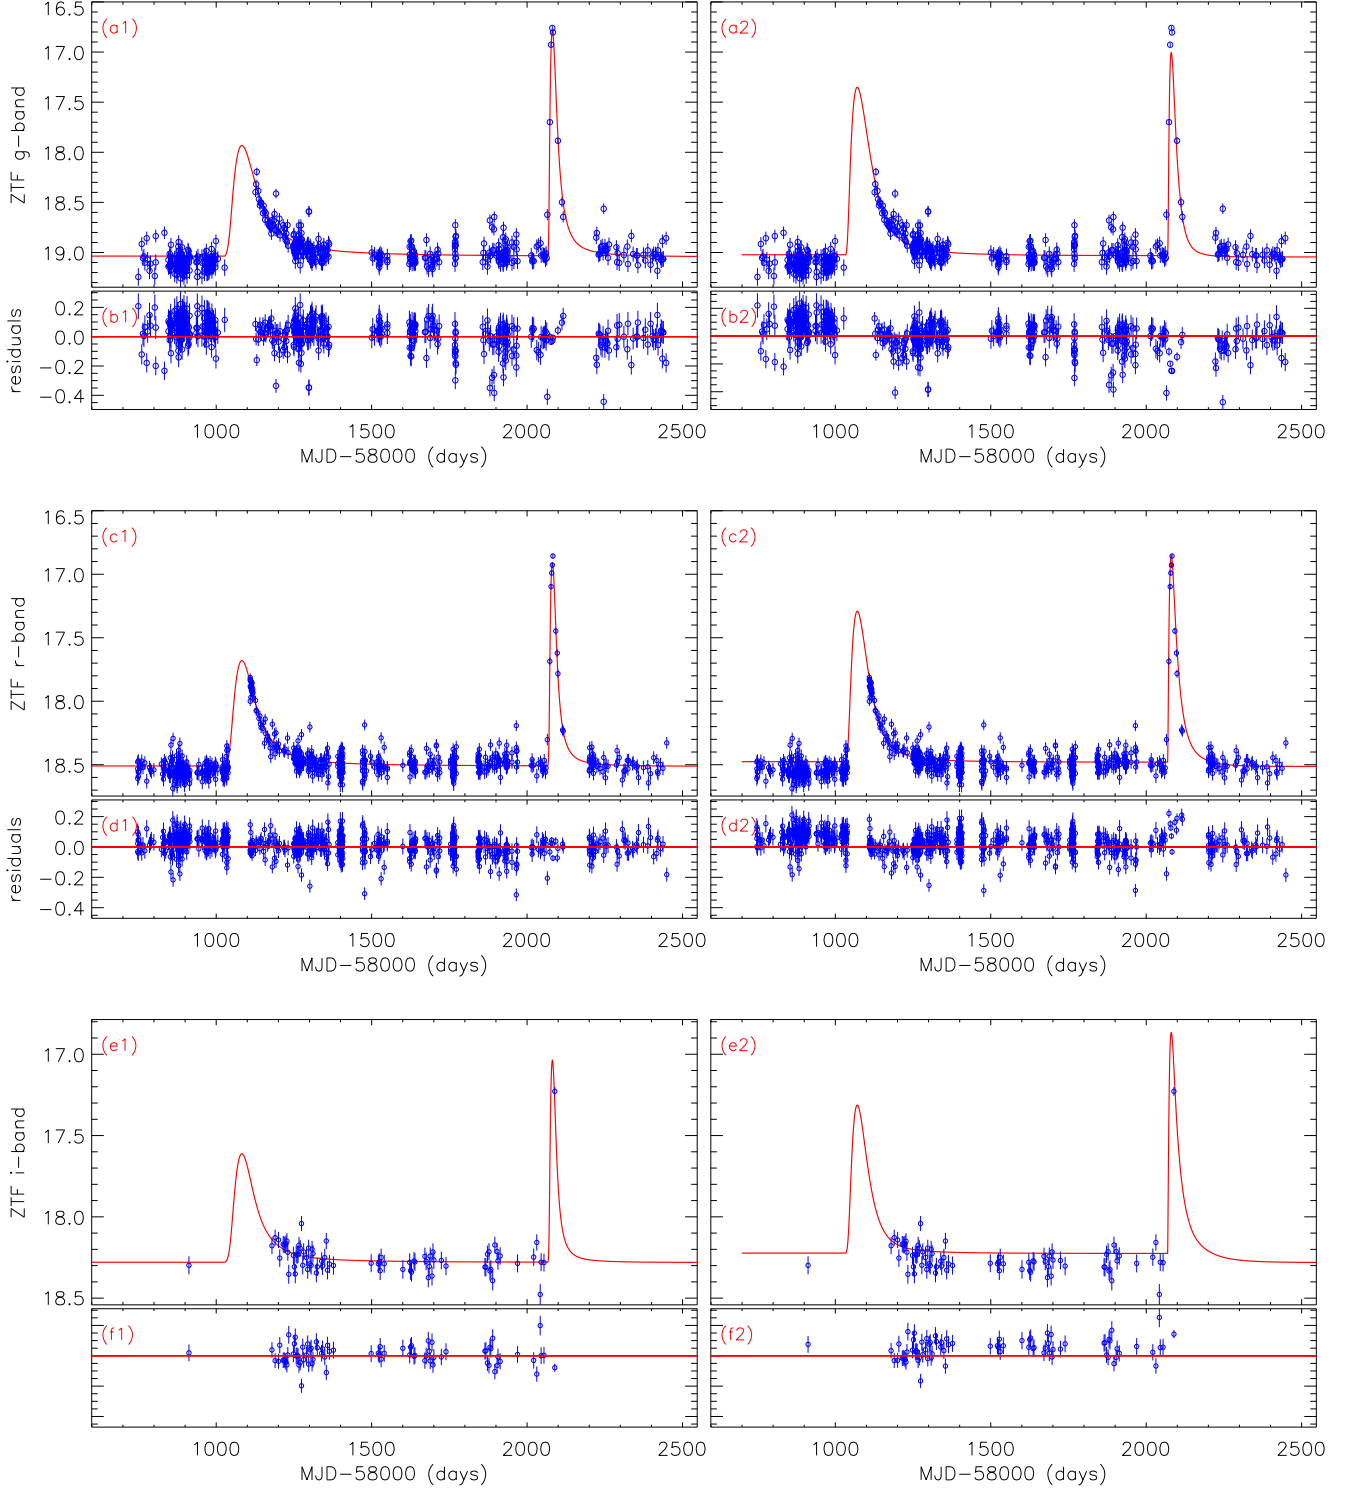 16.5
(a1)
(a2)
17.0
17.5
18.0
18.5
19.0
ZTF g-band
(b1)
(b2)
0.2
0.0
-0.2
-0.4
residuals
1000 1500 2000 2500
1000 1500 2000 2500
MJD-58000 (days)
MJD-58000 (days)
16.5
(c1)
(c2)
17.0
17.5
18.0
18.5
ZTF r-band
(d1)
(d2)
0.2
0.0
-0.2
-0.4
residuals
1000 1500 2000 2500
1000 1500 2000 2500
MJD-58000 (days)
MJD-58000 (days)
(e1)
(e2)
17.0
17.5
18.0
18.5
ZTF i-band
(f1)
(f2)
1000 1500 2000 2500
1000 1500 2000 2500
MJD-58000 (days)
MJD-58000 (days)